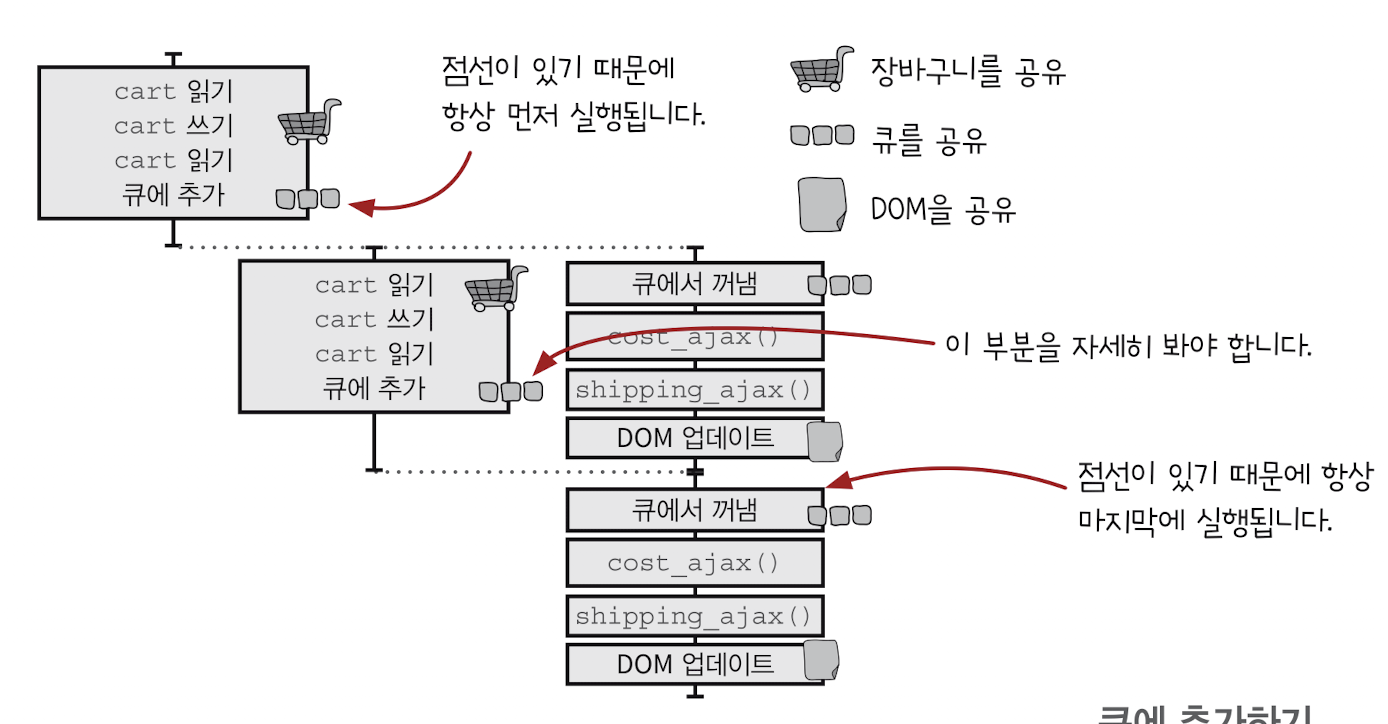 cart 읽기
cart 쓰기
cart 읽기
큐에 추가
점선이 있기 때문에
항상 먼저 실행됩니다.
장바구니를 공유
큐를 공유
DOM을 공유
cart 읽기
cart 쓰기
cart 읽기
큐에 추가
큐에서 꺼냄
cost_ajax()
shipping_ajax()
DOM 업데이트
이 부분을 자세히 봐야 합니다.
점선이 있기 때문에 항상
마지막에 실행됩니다.
큐에서 꺼냄
cost_ajax()
shipping_ajax()
DOM 업데이트
큐에 추가하기